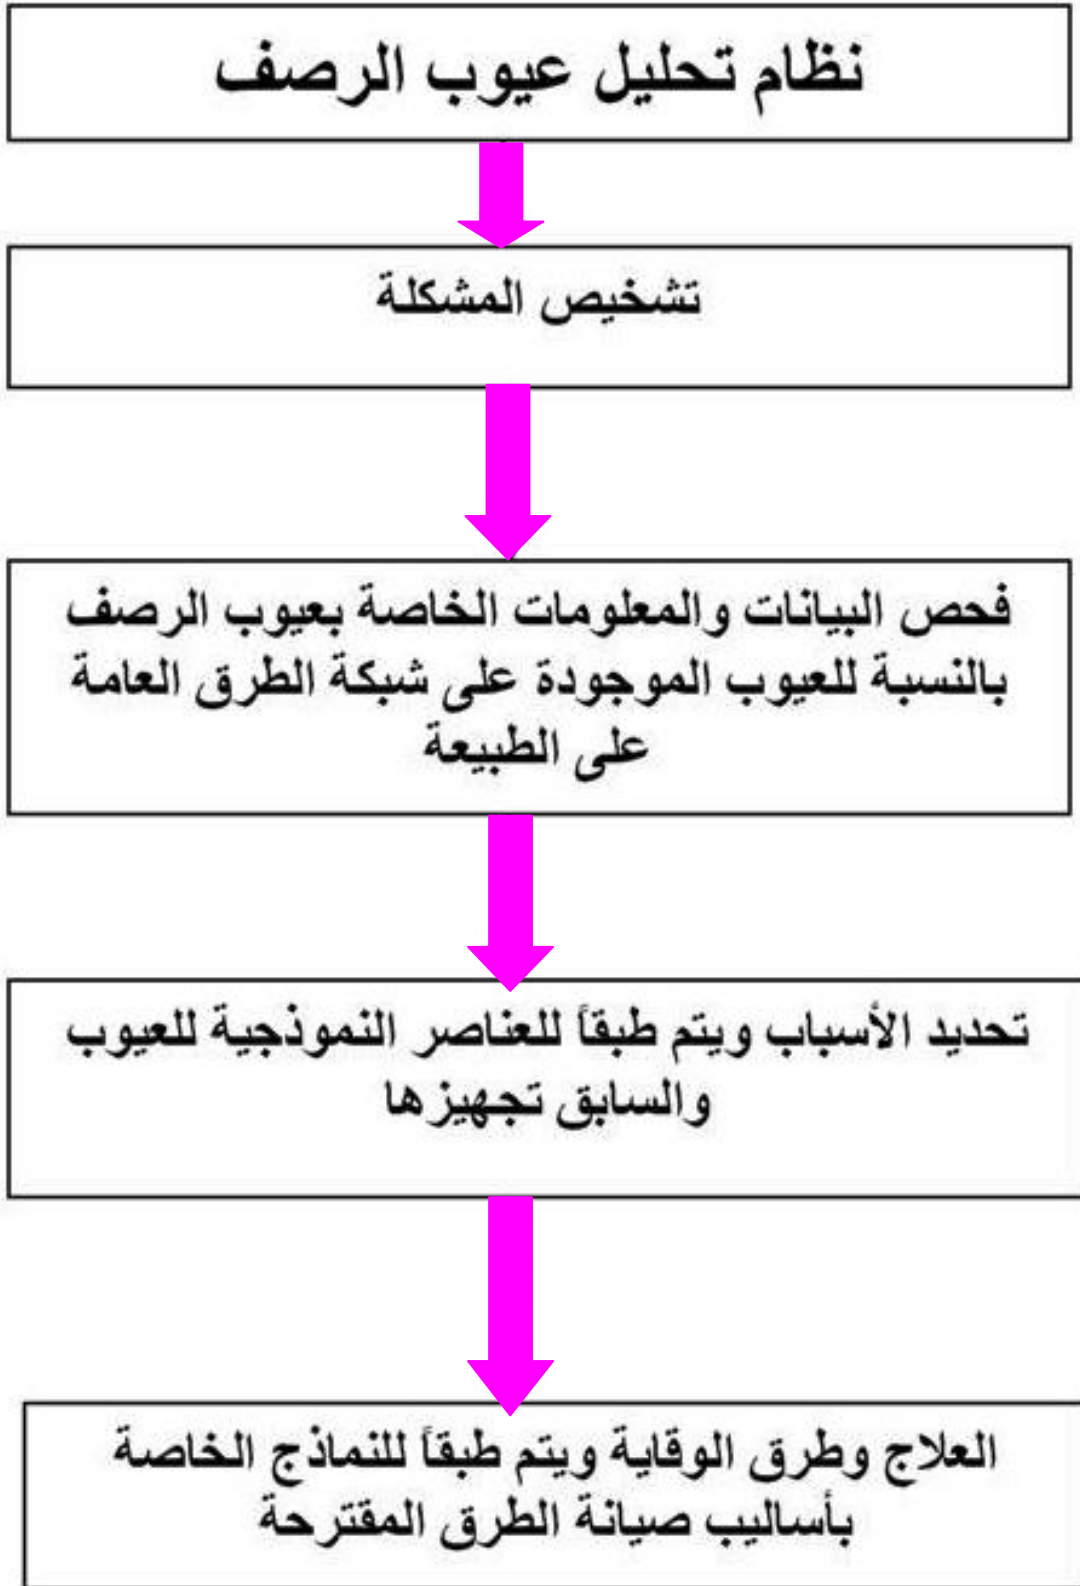 نظام تحليل عيوب الرصف
تشخيص المشكلة
فحص البيانات والمعلومات الخاصة بعيوب الرصف
بالنسبة للعيوب الموجودة على شبكة الطرق العامة
على الطبيعة
تحديد الأسباب ويتم طبقاً للعناصر النموذجية للعيوب
والسابق تجهيزها
العلاج وطرق الوقاية ويتم طبقاً للنماذج الخاصة
بأساليب صيانة الطرق المقترحة